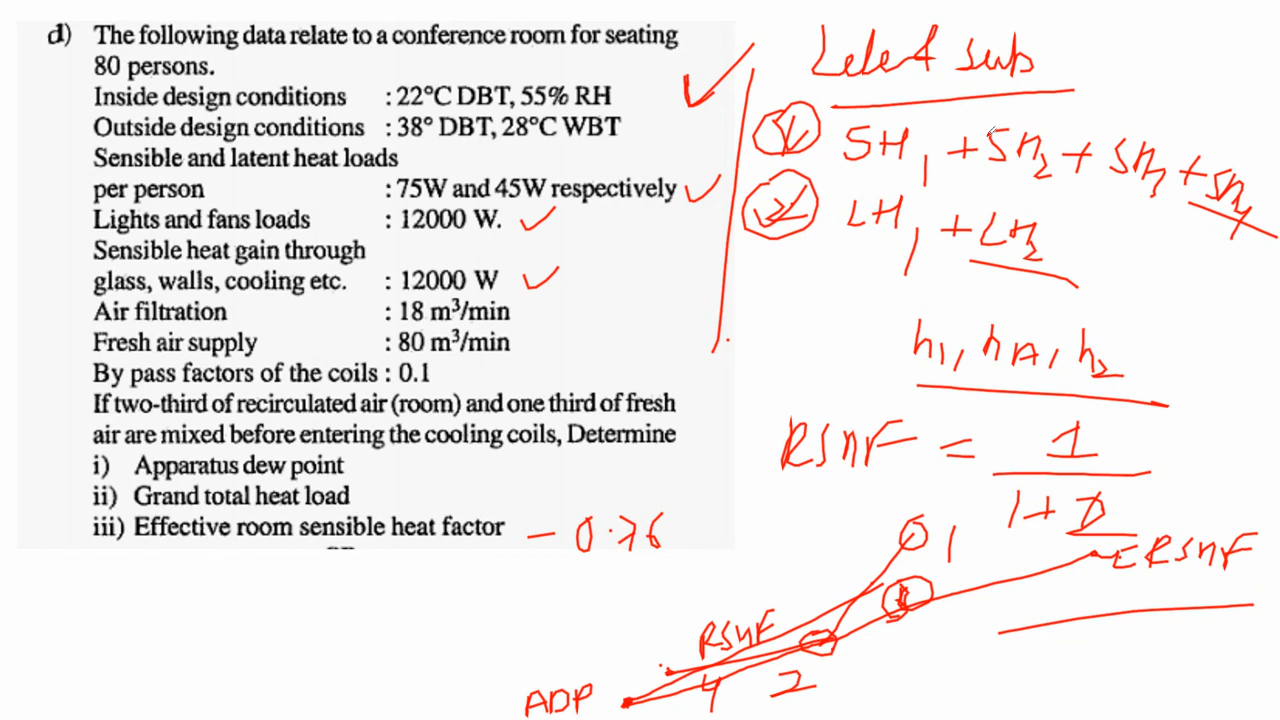 d) The following data relate to a conference room for seating
80 persons.
Inside design conditions : 22°C DBT, 55% RH
Outside design conditions : 38° DBT, 28°C WBT
Sensible and latent heat loads
per person : 75W and 45W respectively
Lights and fans loads : 12000 W.
Sensible heat gain through
glass, walls, cooling etc. : 12000 W
Air filtration : 18 m³/min
Fresh air supply : 80 m³/min
By pass factors of the coils : 0.1
If two-third of recirculated air (room) and one third of fresh
air are mixed before entering the cooling coils, Determine
i) Apparatus dew point
ii) Grand total heat load
iii) Effective room sensible heat factor - 0.76
SH1 + SH2 + SH3 + SH4
LH1 + LH2
h1, hA, h2
RSHF = 1
1 +
1
ERSHF
RSHF
4 2
ADP